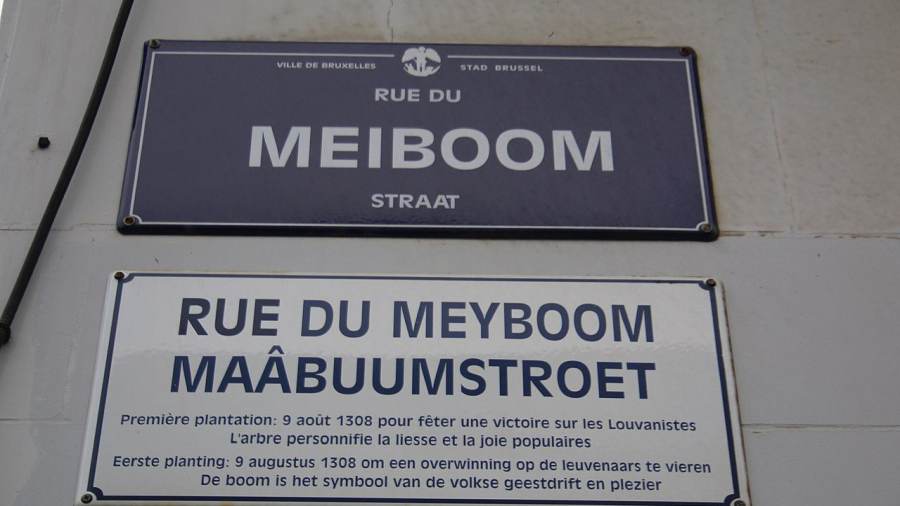 VILLE DE BRUXELLES STAD BRUSSEL
RUE DU
MEIBOOM
STRAAT
RUE DU MEYBOOM
MAÂBUUMSTROET
Première plantation: 9 août 1308 pour fêter une victoire sur les Louvanistes
L'arbre personnifie la liesse et la joie populaires
Eerste planting: 9 augustus 1308 om een overwinning op de leuvenaars te vieren
De boom is het symbool van de volkse geestdrift en plezier